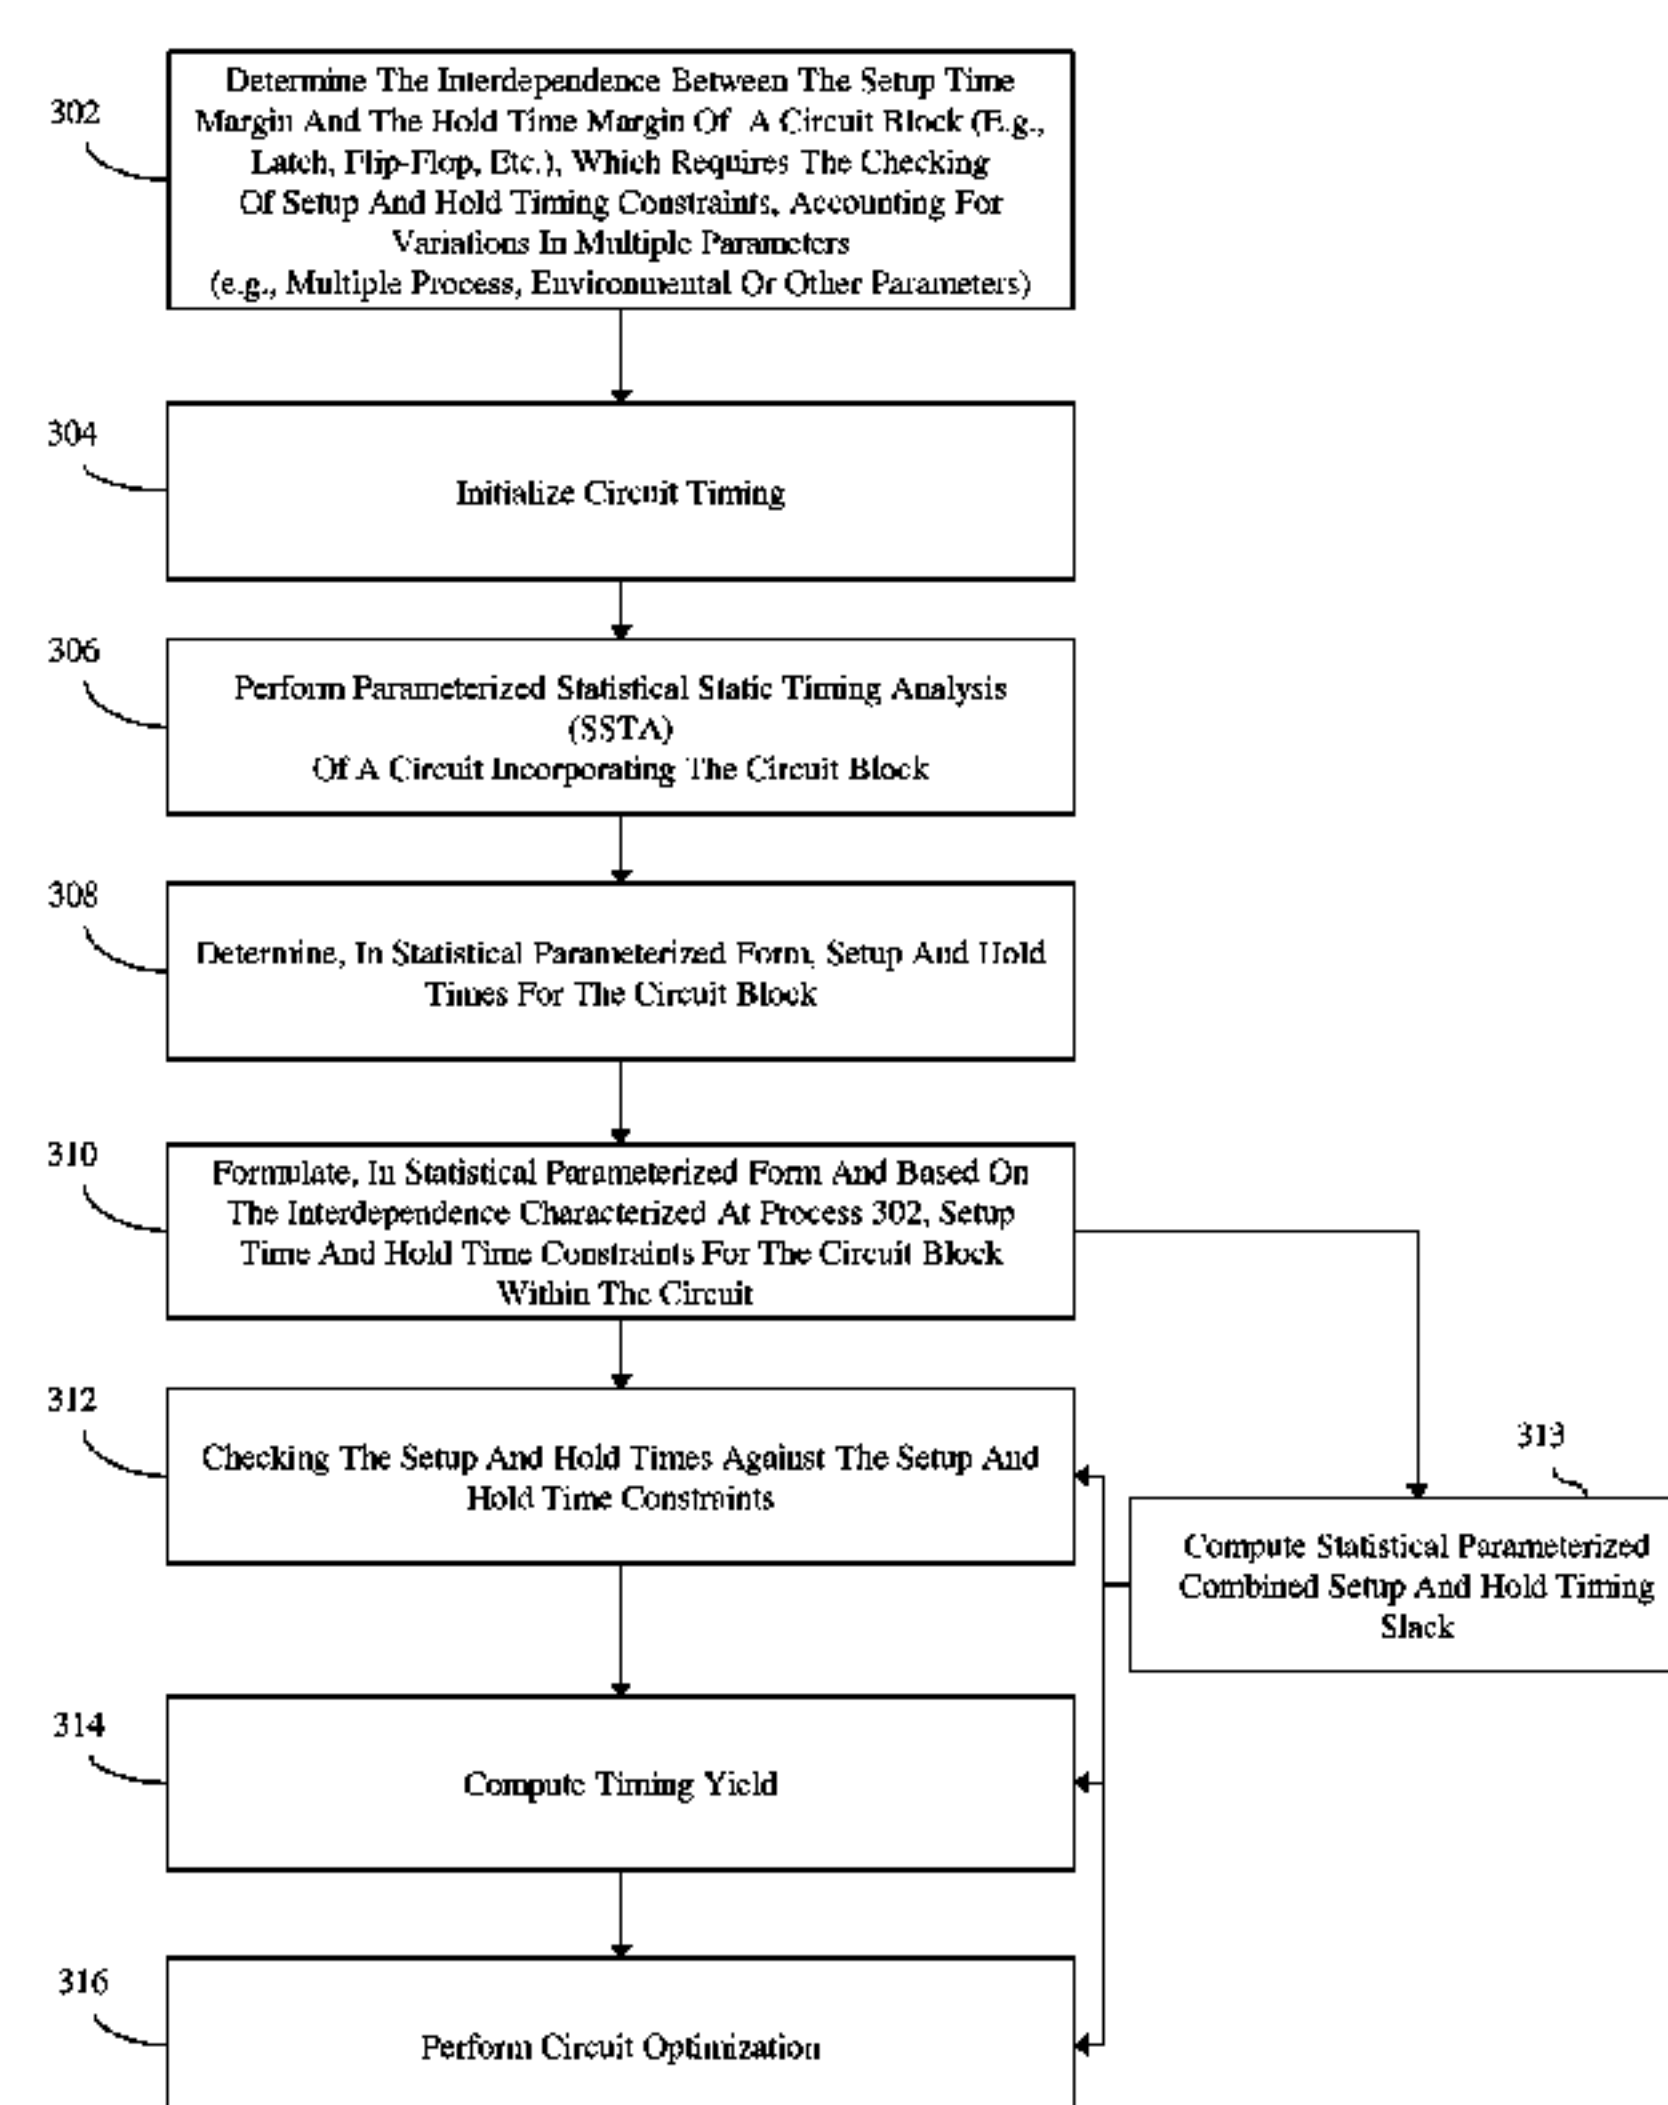 302
Determine The Interdependence Between The Setup Time
Margin And The Hold Time Margin Of A Circuit Block (E.g.,
Latch, Flip-Flop, Etc.), Which Requires The Checking
Of Setup And Hold Timing Constraints, Accounting For
Variations In Multiple Parameters
(e.g., Multiple Process, Environmental Or Other Parameters)
304
Initialize Circuit Timing
306
Perform Parameterized Statistical Static Timing Analysis
(SSTA)
Of A Circuit Incorporating The Circuit Block
308
Determine, In Statistical Parameterized Form, Setup And Hold
Times For The Circuit Block
310
Formulate, In Statistical Parameterized Form And Based On
The Interdependence Characterized At Process 302, Setup
Time And Hold Time Constraints For The Circuit Block
Within The Circuit
312
Checking The Setup And Hold Times Against The Setup And
Hold Time Constraints
313
Compute Statistical Parameterized
Combined Setup And Hold Timing
Slack
314
Compute Timing Yield
316
Perform Circuit Optimization